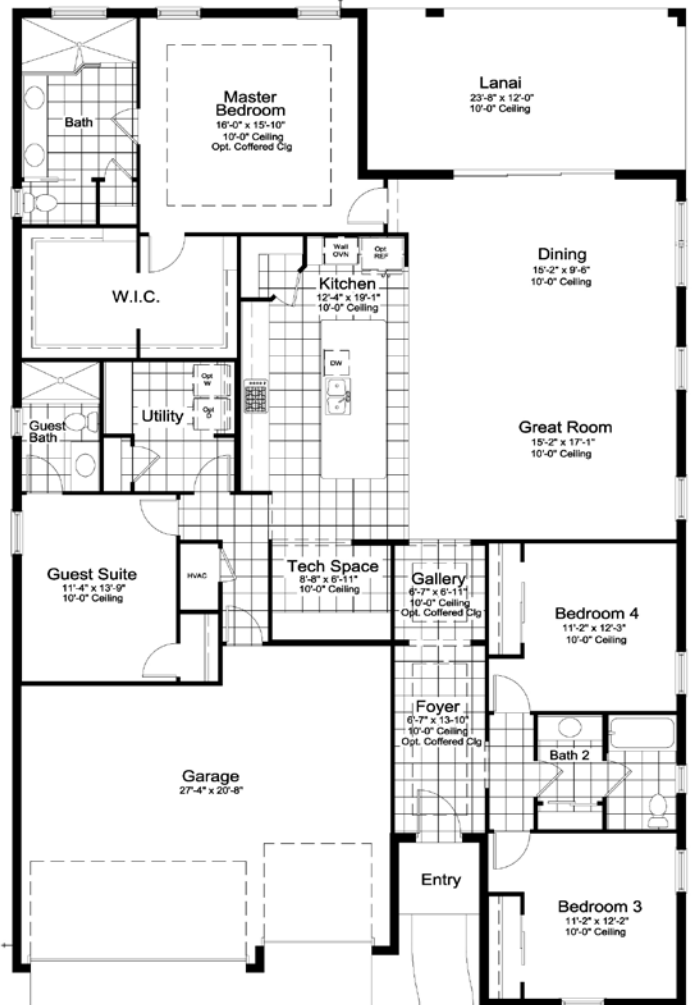 Lanai
23'-8" x 12'-0"
10'-0" Ceiling
Master
Bedroom
16'-0" x 15'-10"
10'-0" Ceiling
Opt. Coffered Clg
Bath
Wall
OVN
Opt
REF
Dining
15'-2" x 9'-6"
10'-0" Ceiling
Kitchen
12'-4" x 19'-1"
10'-0" Ceiling
W.I.C.
DW
Opt
W
Opt
D
Utility
Guest
Bath
Great Room
15'-2" x 17'-1"
10'-0" Ceiling
Guest Suite
11'-4" x 13'-9"
10'-0" Ceiling
HVAC
Tech Space
8'-8" x 6'-11"
10'-0" Ceiling
Gallery
6'-7" x 6'-11"
10'-0" Ceiling
Opt. Coffered Clg
Bedroom 4
11'-2" x 12'-3"
10'-0" Ceiling
Foyer
6'-7" x 13'-10"
10'-0" Ceiling
Opt. Coffered Clg
Bath 2
Garage
27'-4" x 20'-8"
Entry
Bedroom 3
11'-2" x 12'-2"
10'-0" Ceiling